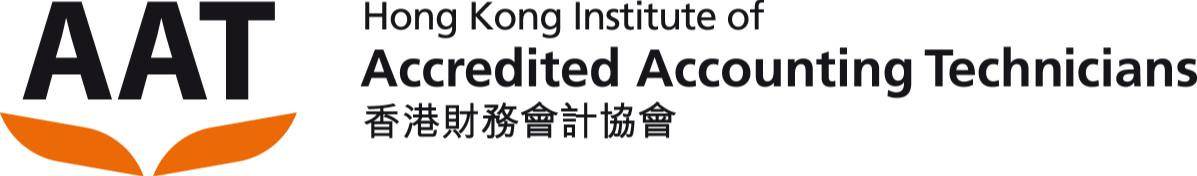 AAT
Hong Kong Institute of
Accredited Accounting Technicians
香港財務會計協會